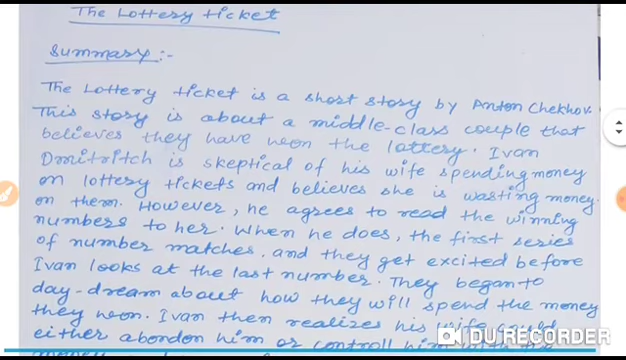 The Lottery Ticket
Summary :-
The Lottery ticket is a short story by Anton Chekhov.
This story is about a middle-class couple that
believes they have won the lottery. Ivan
Dmitritch is skeptical of his wife spending money
on lottery tickets and believes she is wasting money
on them. However, he agrees to read the winning
numbers to her. When he does, the first series
of number matches, and they get excited before
Ivan looks at the last number. They began to
day-dream about how they will spend the money
they won. Ivan then realizes his wife
either abordon him or controll him with
DU RECORDER